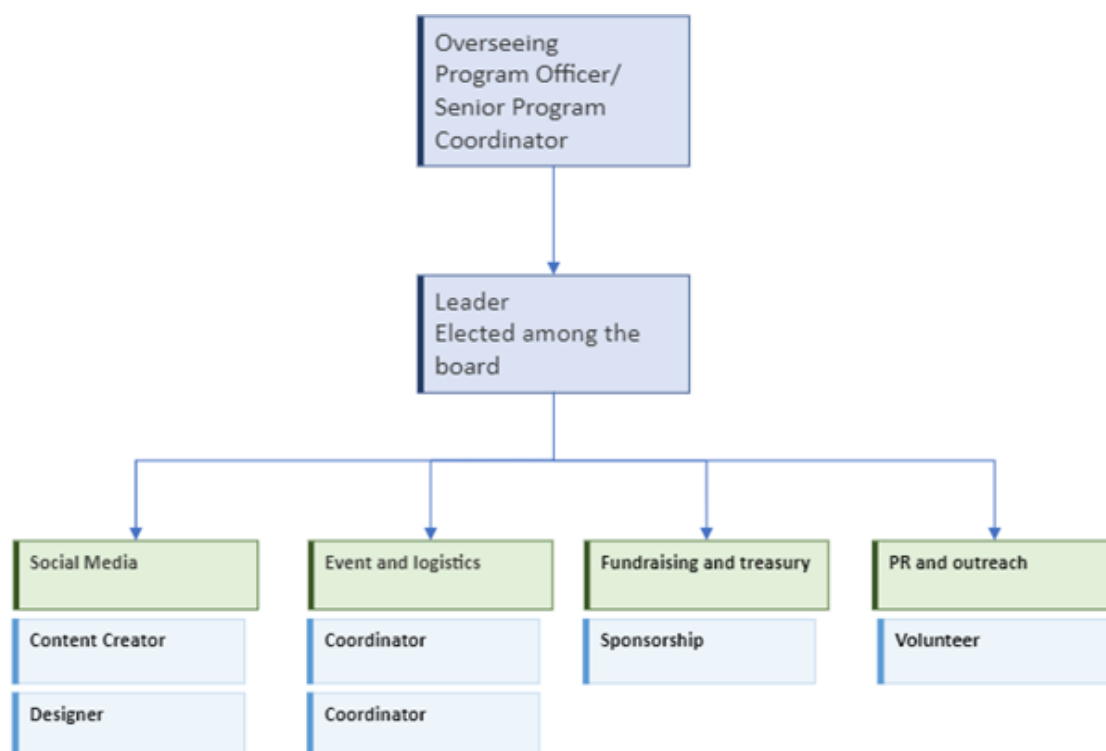 Overseeing
Program Officer/
Senior Program
Coordinator
Leader
Elected among the
board
Social Media
Event and logistics
Fundraising and treasury
PR and outreach
Content Creator
Coordinator
Sponsorship
Volunteer
Designer
Coordinator